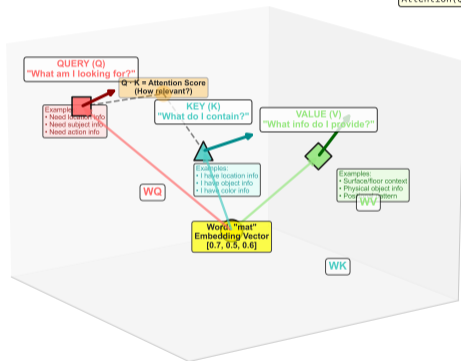 Attention(
QUERY (Q)
"What am I looking for?"
Q · K = Attention Score
(How relevant?)
KEY (K)
"What do I contain?"
VALUE (V)
"What info do I provide?"
Examples:
• Need location info
• Need subject info
• Need action info
Examples:
• I have location info
• I have object info
• I have color info
Examples:
• Surface/floor context
• Physical object info
WQ
WV
Word: "mat"
Embedding Vector
[0.7, 0.5, 0.6]
WK